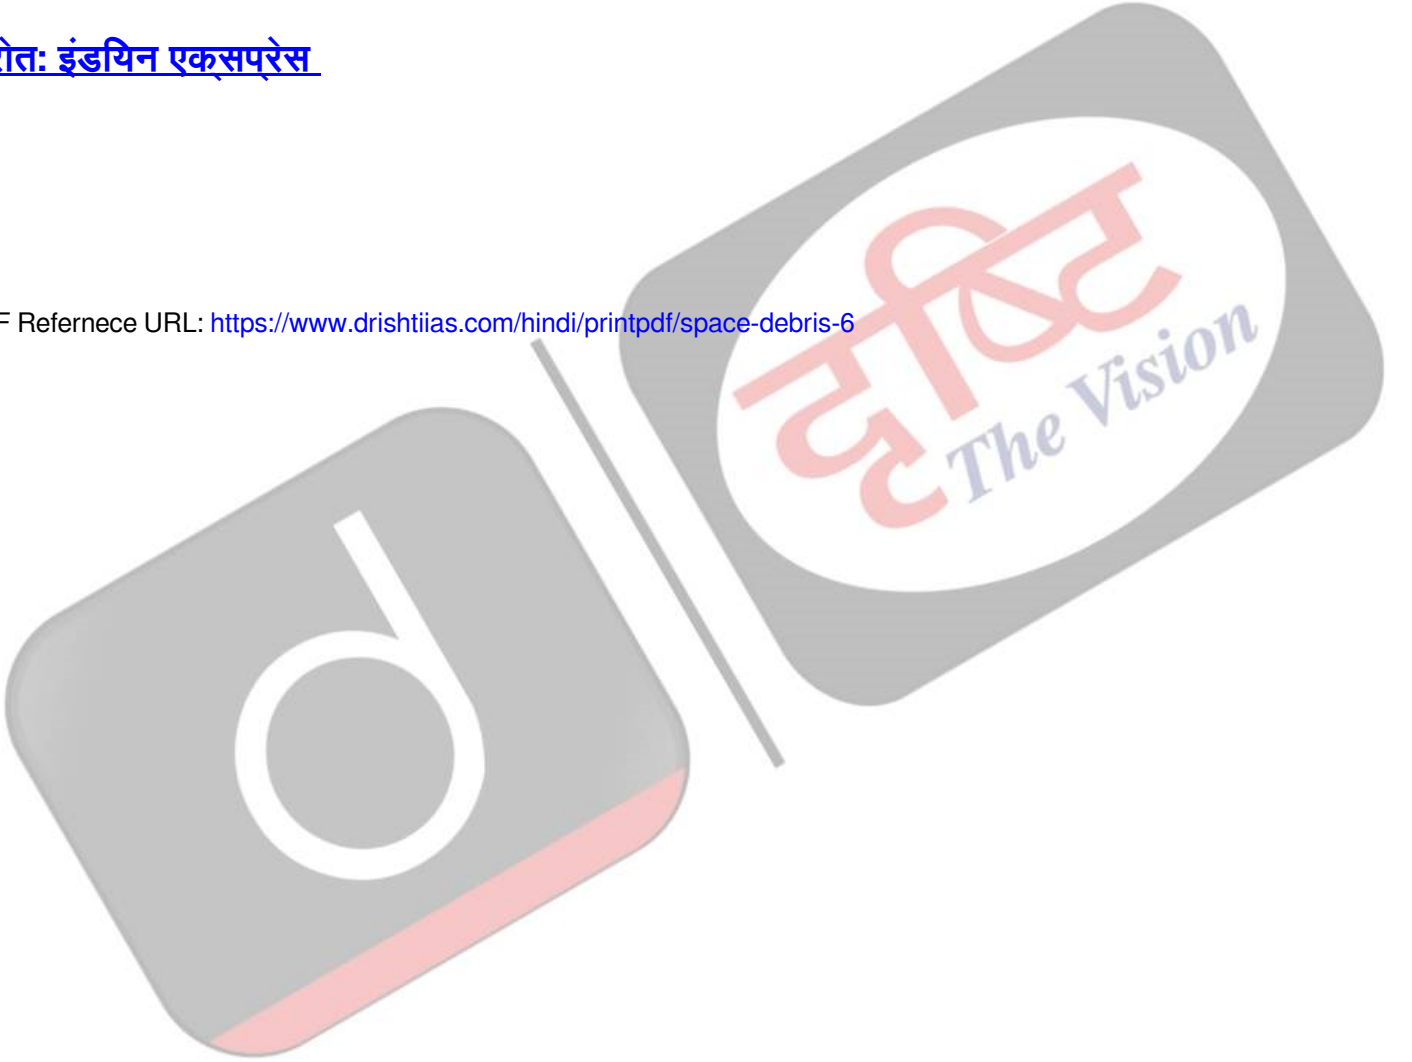 रोत: इंडियन एक्सप्रेस
F Refernece URL: https://www.drishtiias.com/hindi/printpdf/space-debris-6
दृष्टि
The Vision
d